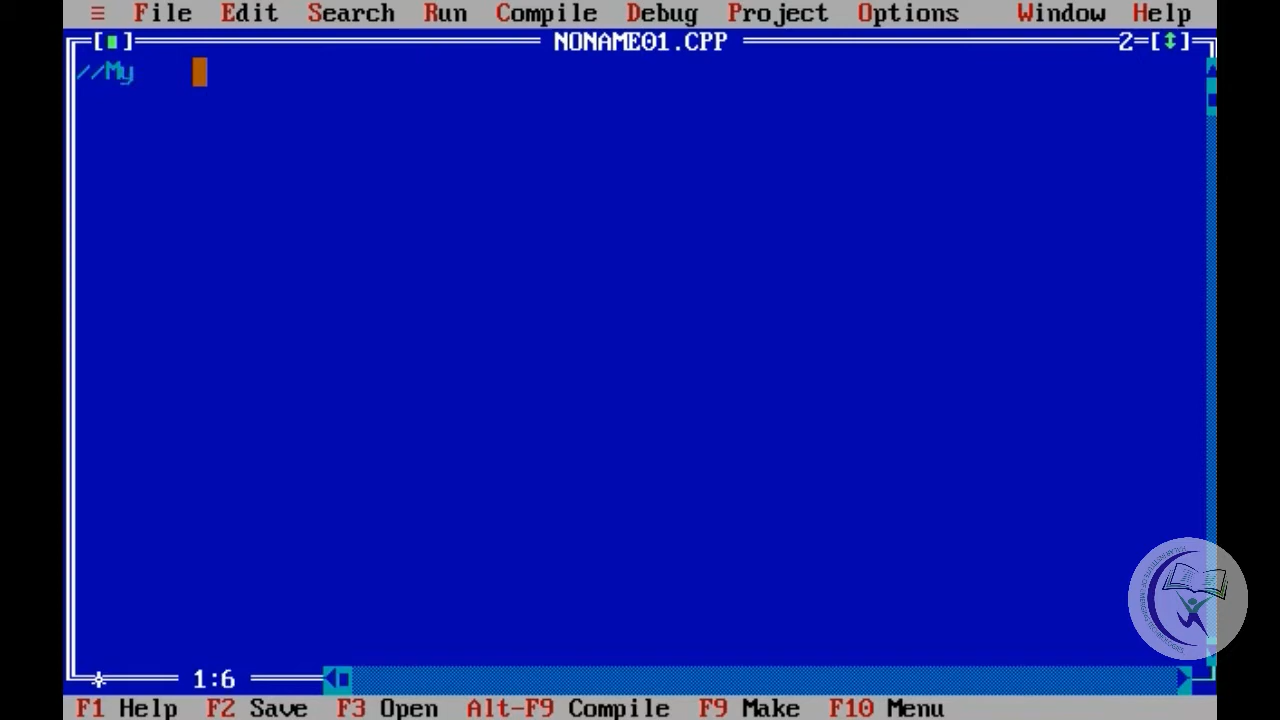 ≡ File Edit Search Run Compile Debug Project Options Window Help
[■] NONAME01.CPP 2=[↕]
//My
1:6
F1 Help F2 Save F3 Open Alt-F9 Compile F9 Make F10 Menu